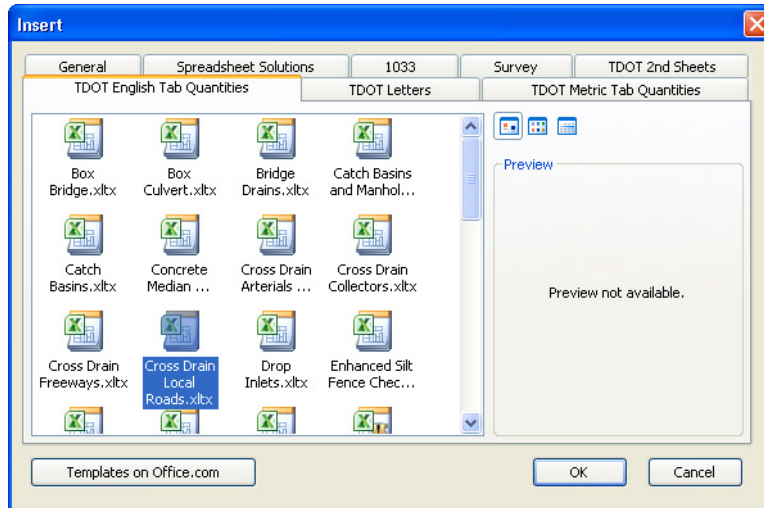 Insert
General Spreadsheet Solutions 1033 Survey TDOT 2nd Sheets
TDOT English Tab Quantities TDOT Letters TDOT Metric Tab Quantities
Box Bridge.xltx
Box Culvert.xltx
Bridge Drains.xltx
Catch Basins and Manhol...
Catch Basins.xltx
Concrete Median ...
Cross Drain Arterials ...
Cross Drain Collectors.xltx
Cross Drain Freeways.xltx
Cross Drain Local Roads.xltx
Drop Inlets.xltx
Enhanced Silt Fence Chec...
Preview
Preview not available.
Templates on Office.com
OK
Cancel